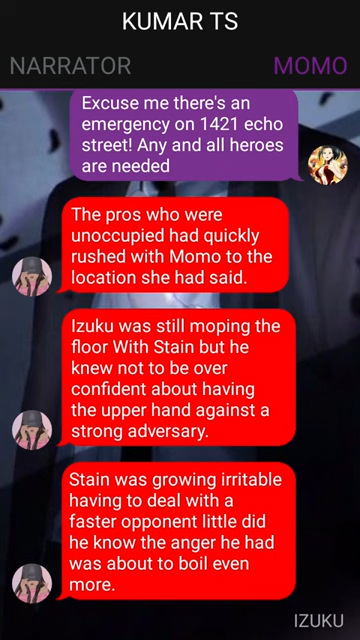 KUMAR TS
NARRATOR
MOMO
Excuse me there's an
emergency on 1421 echo
street! Any and all heroes
are needed
The pros who were
unoccupied had quickly
rushed with Momo to the
location she had said.
Izuku was still moping the
floor With Stain but he
knew not to be over
confident about having
the upper hand against a
strong adversary.
Stain was growing irritable
having to deal with a
faster opponent little did
he know the anger he had
was about to boil even
more.
IZUKU